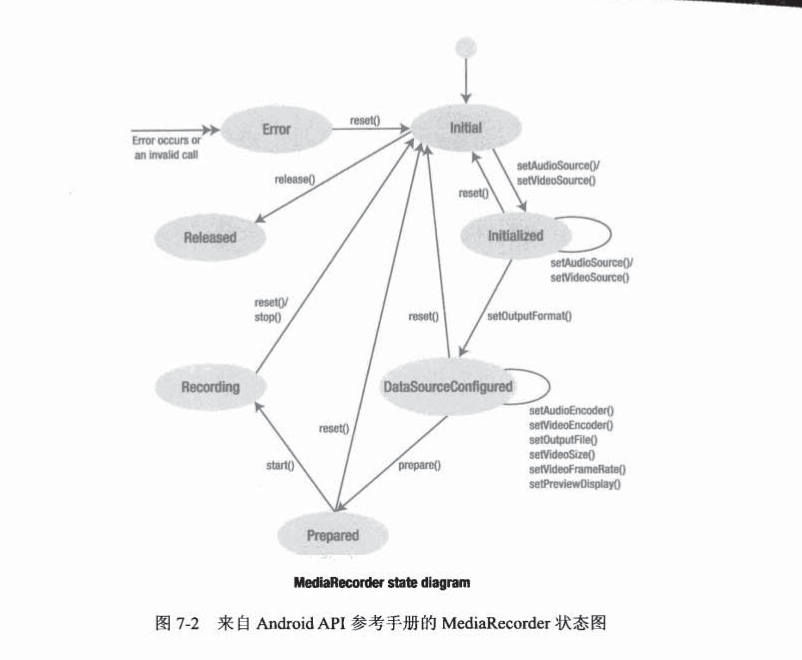 Error
reset()
Initial
Error occurs or
an invalid call
setAudioSource()/
setVideoSource()
release()
reset()
Released
Initialized
setAudioSource()/
setVideoSource()
reset()/
stop()
reset()
setOutputFormat()
Recording
DataSourceConfigured
setAudioEncoder()
setVideoEncoder()
setOutputFile()
setVideoSize()
setVideoFrameRate()
setPreviewDisplay()
reset()
start()
prepare()
Prepared
MediaRecorder state diagram
图 7-2 来自 Android API 参考手册的 MediaRecorder 状态图